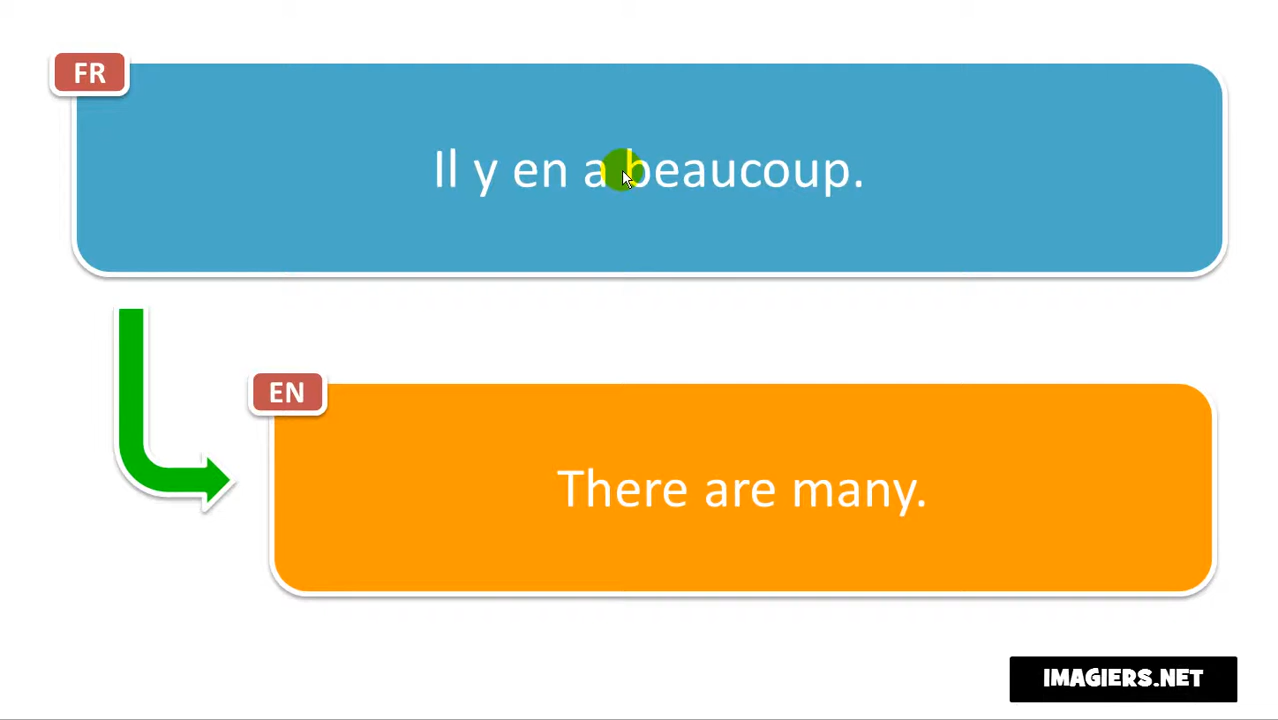 FR
Il y en a beaucoup.
EN
There are many.
IMAGIERS.NET